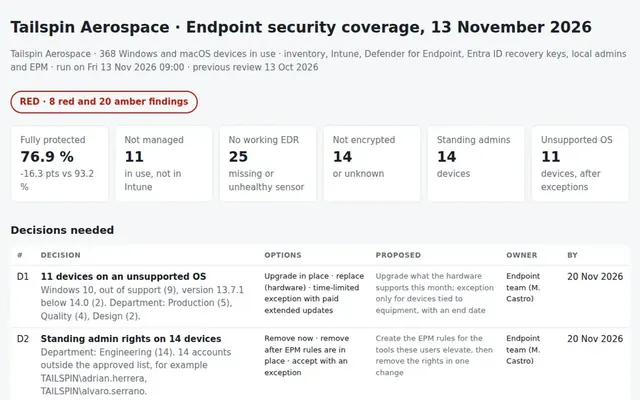 Tailspin Aerospace · Endpoint security coverage, 13 November 2026
Tailspin Aerospace · 368 Windows and macOS devices in use · inventory, Intune, Defender for Endpoint, Entra ID recovery keys, local admins
and EPM · run on Fri 13 Nov 2026 09:00 · previous review 13 Oct 2026
RED · 8 red and 20 amber findings
Fully protected
76.9 %
-16.3 pts vs 93.2
%
Not managed
11
in use, not in
Intune
No working EDR
25
missing or
unhealthy sensor
Not encrypted
14
or unknown
Standing admins
14
devices
Unsupported OS
11
devices, after
exceptions
Decisions needed
# DECISION OPTIONS PROPOSED OWNER BY
D1
11 devices on an unsupported OS
Windows 10, out of support (9), version 13.7.1
below 14.0 (2). Department: Production (5),
Quality (4), Design (2).
Upgrade in place · replace
(hardware) · time-limited
exception with paid
extended updates
Upgrade what the hardware
supports this month; exception
only for devices tied to
equipment, with an end date
Endpoint
team (M.
Castro)
20 Nov 2026
D2
Standing admin rights on 14 devices
Department: Engineering (14). 14 accounts
outside the approved list, for example
TAILSPIN\adrian.herrera,
TAILSPIN\alvaro.serrano.
Remove now · remove
after EPM rules are in
place · accept with an
exception
Create the EPM rules for the
tools these users elevate, then
remove the rights in one
change
Endpoint
team (M.
Castro)
20 Nov 2026